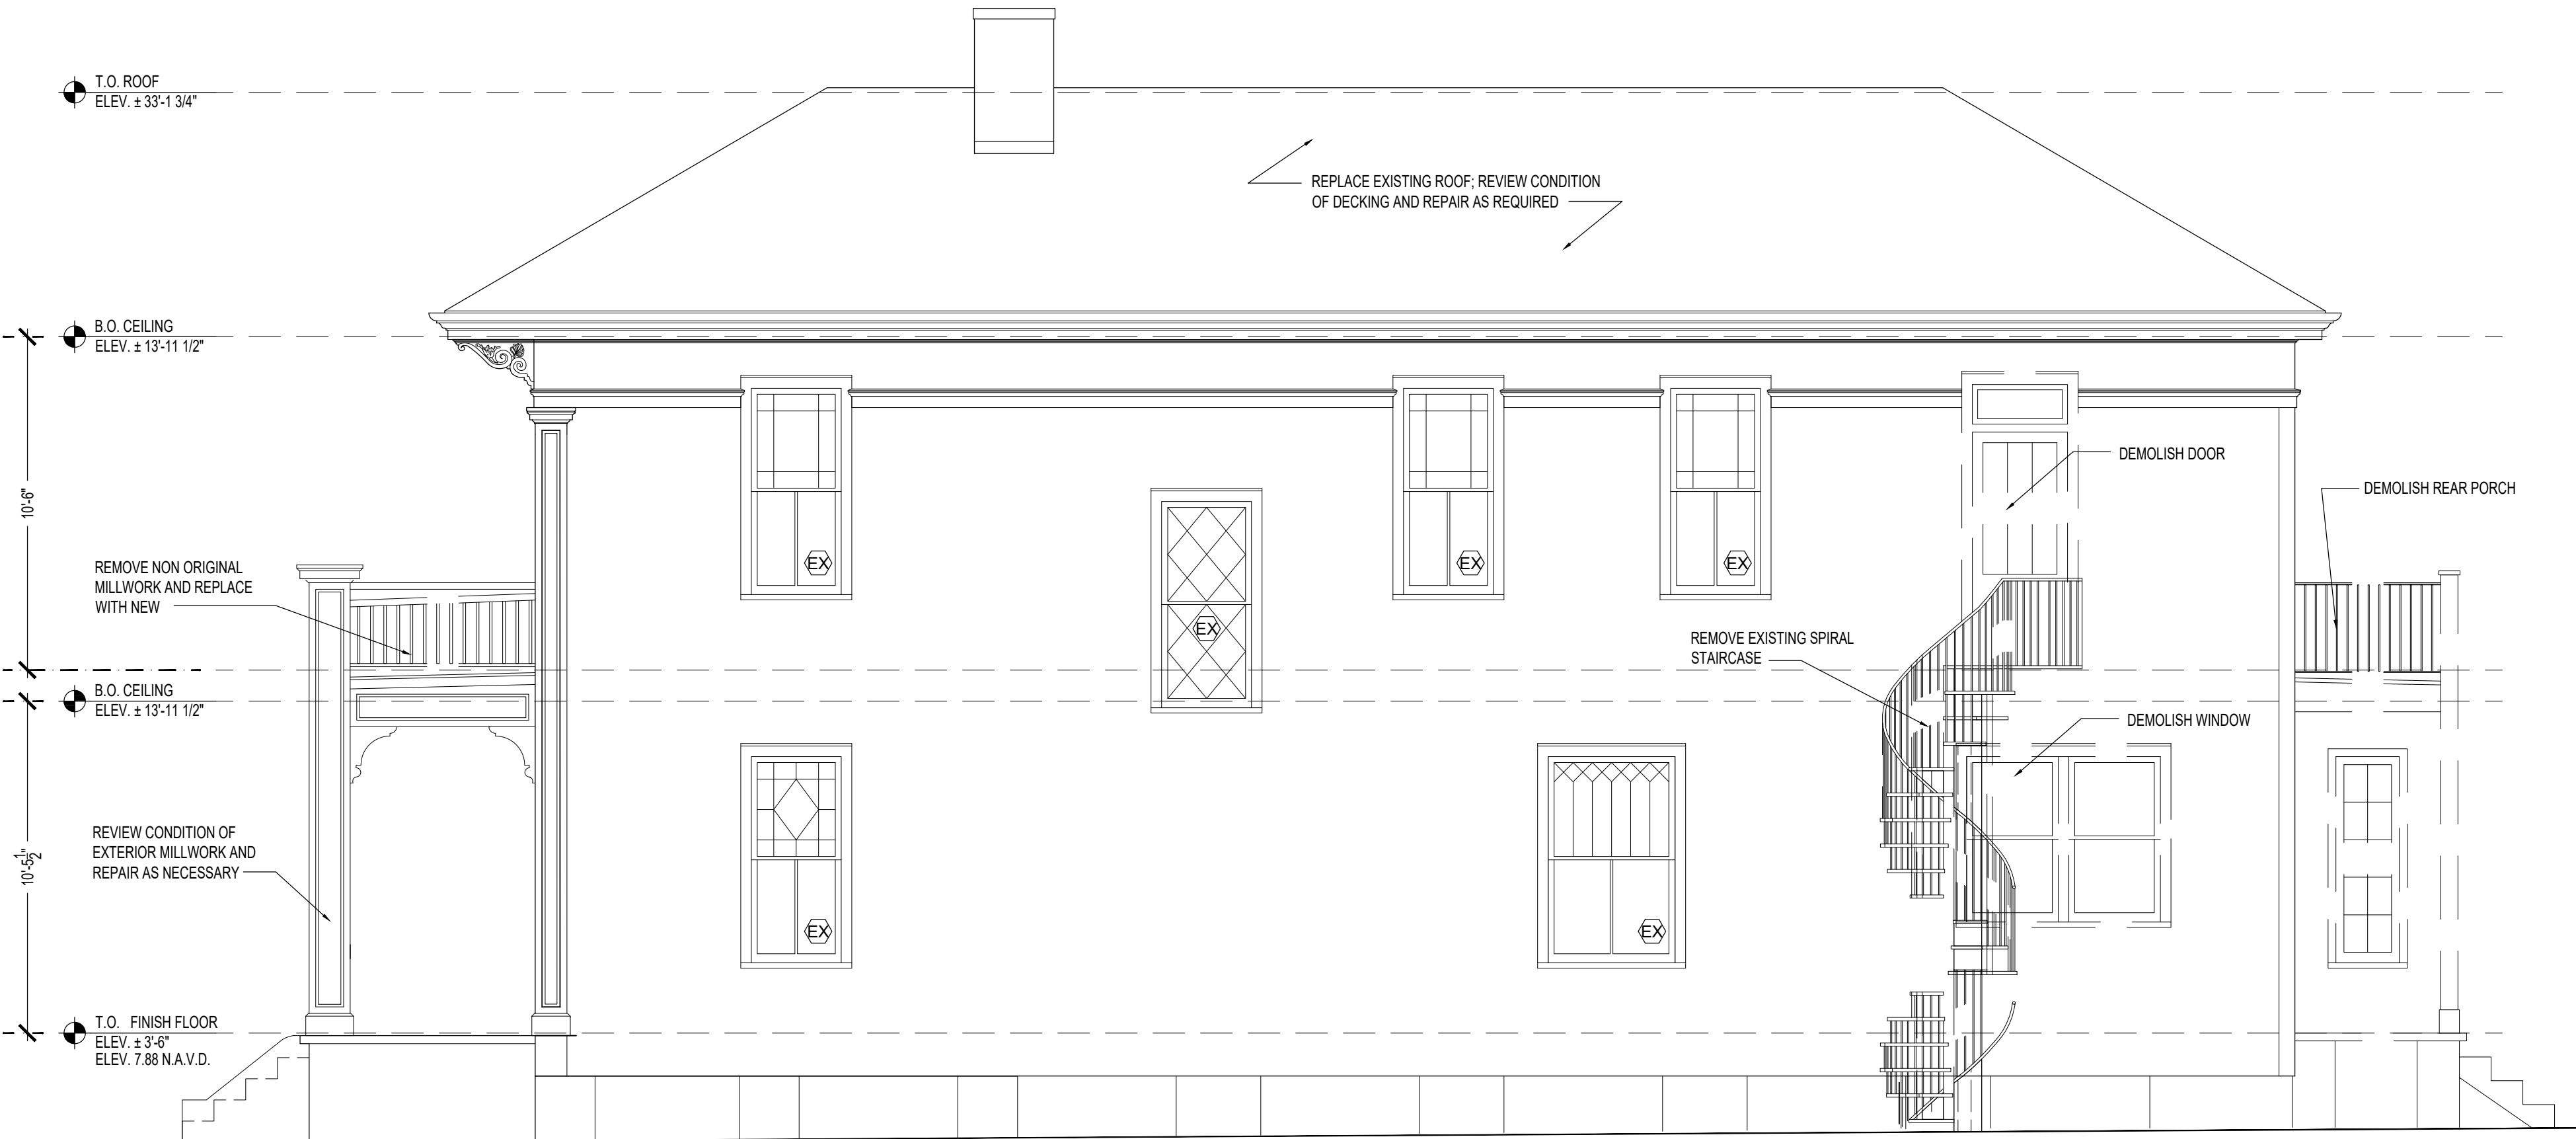 T.O. ROOF
ELEV. ± 33'-1 3/4"
REPLACE EXISTING ROOF; REVIEW CONDITION
OF DECKING AND REPAIR AS REQUIRED
B.O. CEILING
ELEV. ± 13'-11 1/2"
DEMOLISH DOOR
DEMOLISH REAR PORCH
10'-6"
EX
EX
EX
REMOVE NON ORIGINAL
MILLWORK AND REPLACE
WITH NEW
EX
REMOVE EXISTING SPIRAL
STAIRCASE
B.O. CEILING
ELEV. ± 13'-11 1/2"
DEMOLISH WINDOW
REVIEW CONDITION OF
EXTERIOR MILLWORK AND
REPAIR AS NECESSARY
10'-5 1/2"
EX
EX
T.O. FINISH FLOOR
ELEV. ± 3'-6"
ELEV. 7.88 N.A.V.D.